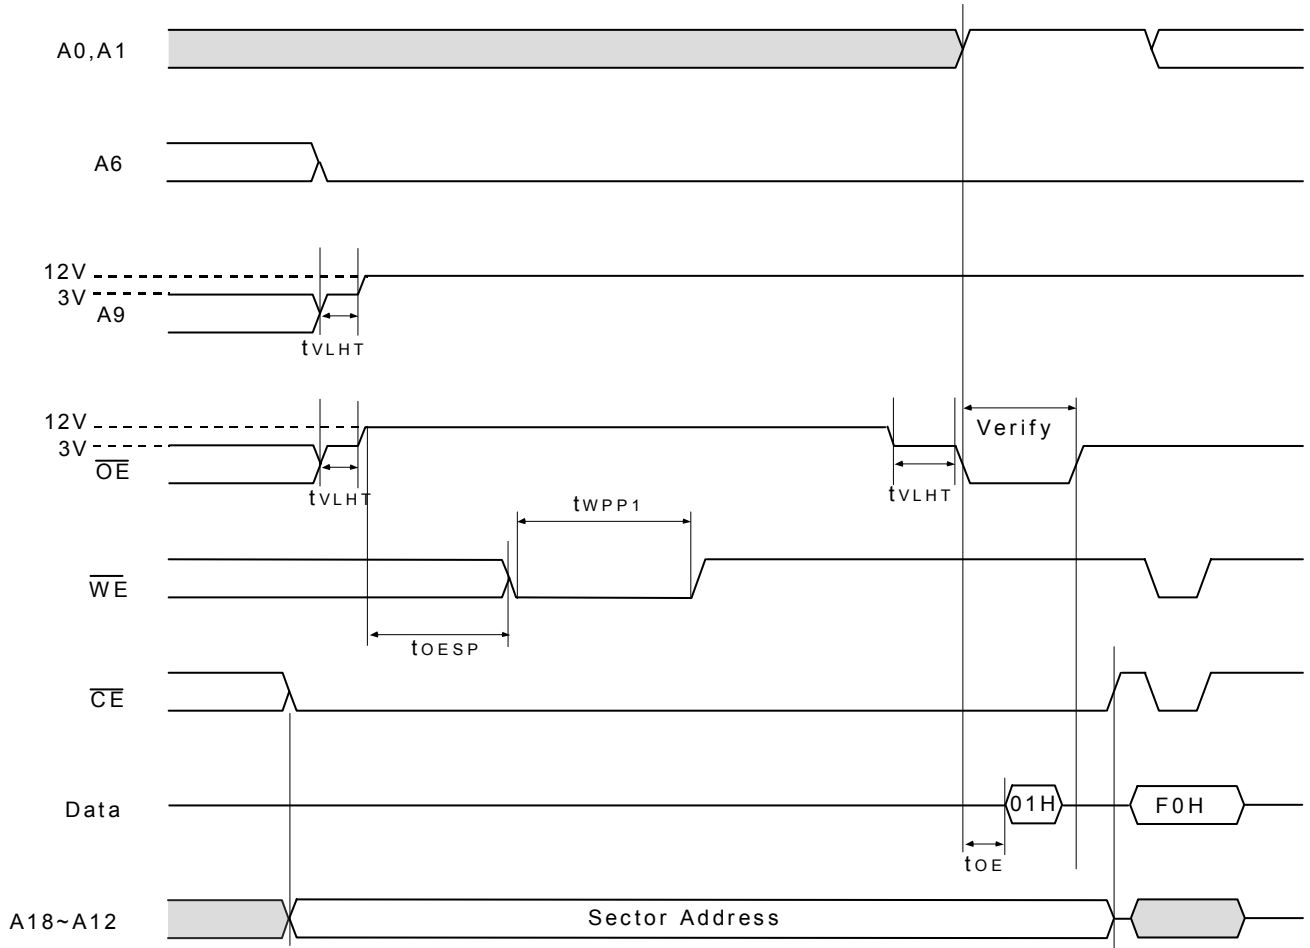 A0,A1
A6
12V
3V
A9
tVLHT
12V
3V
OE
tVLHT
tVLHT
Verify
tWPP1
WE
tOESP
CE
Data
01H
F0H
tOE
A18~A12
Sector Address